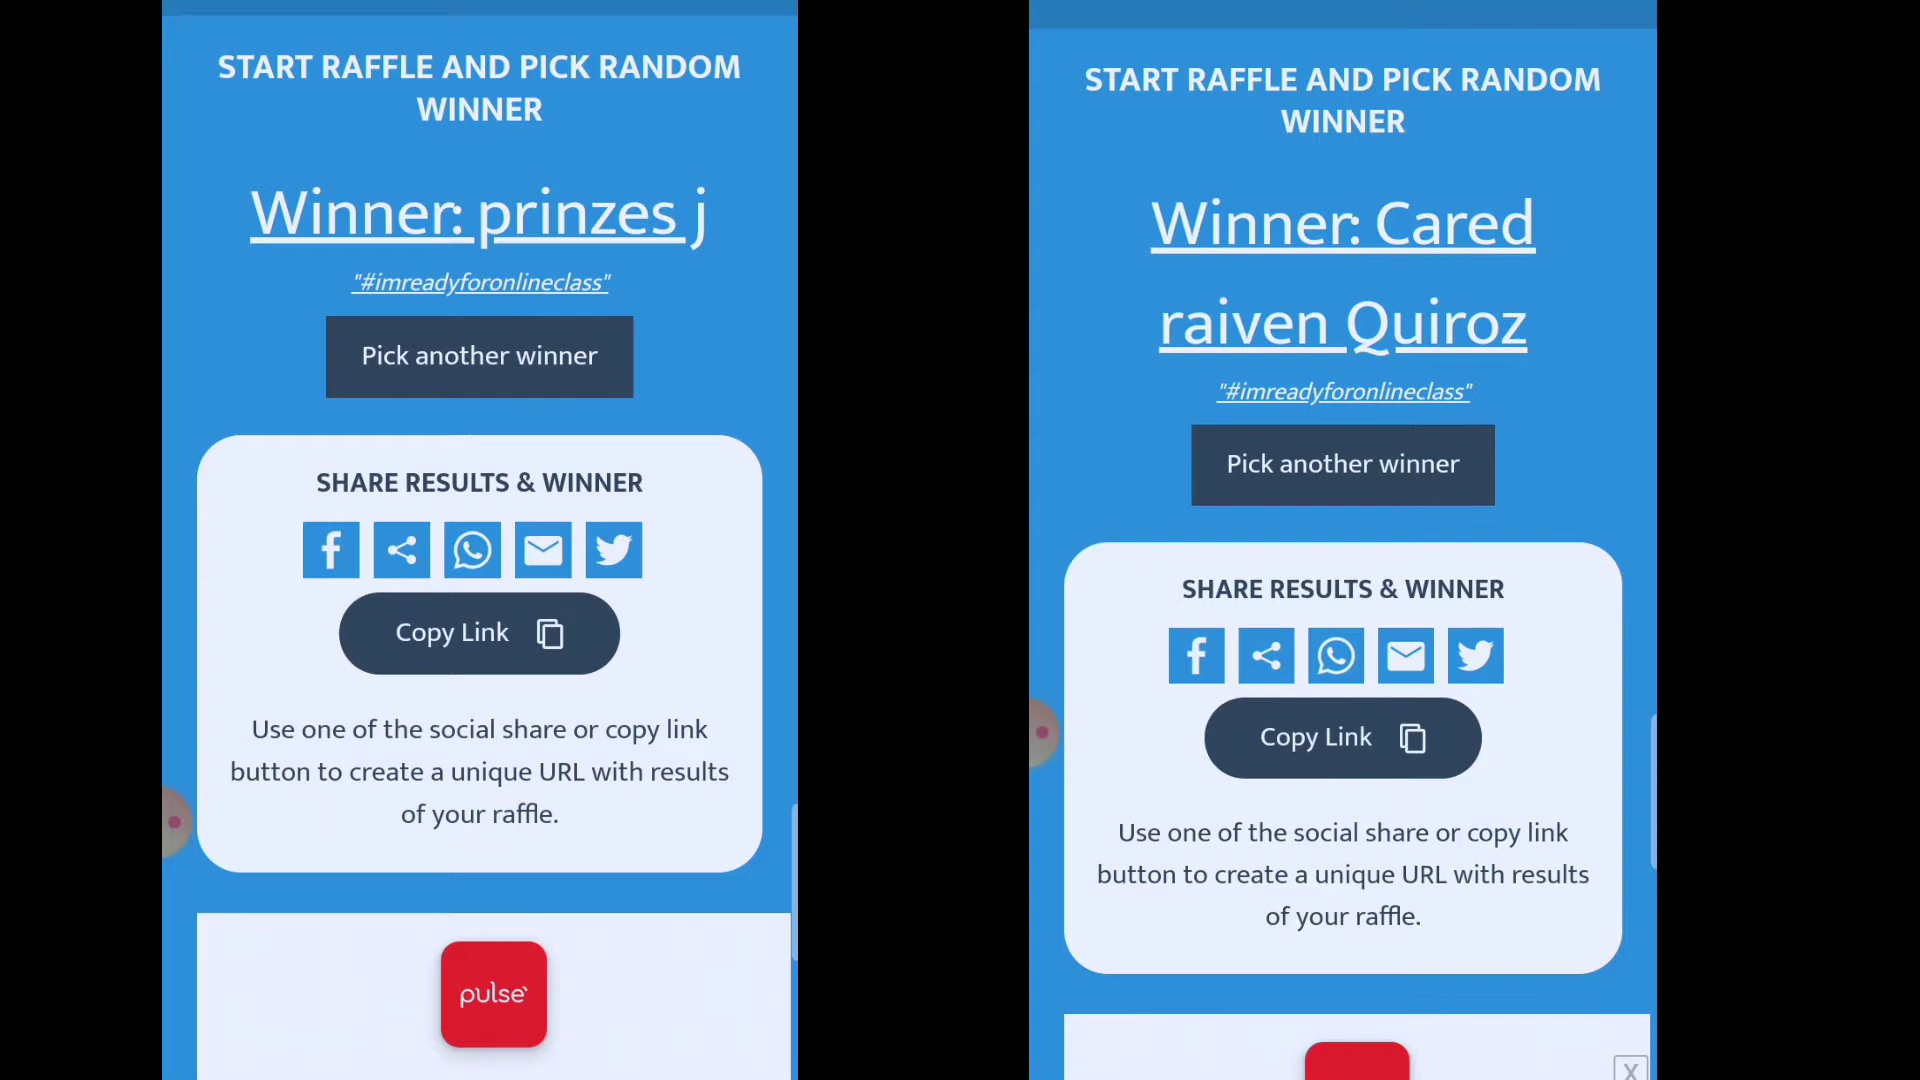 START RAFFLE AND PICK RANDOM
WINNER
Winner: prinzes j
"#imreadyforonlineclass"
Pick another winner
SHARE RESULTS & WINNER
Copy Link
Use one of the social share or copy link
button to create a unique URL with results
of your raffle.
pulse
START RAFFLE AND PICK RANDOM
WINNER
Winner: Cared
raiven Quiroz
"#imreadyforonlineclass"
Pick another winner
SHARE RESULTS & WINNER
Copy Link
Use one of the social share or copy link
button to create a unique URL with results
of your raffle.
X